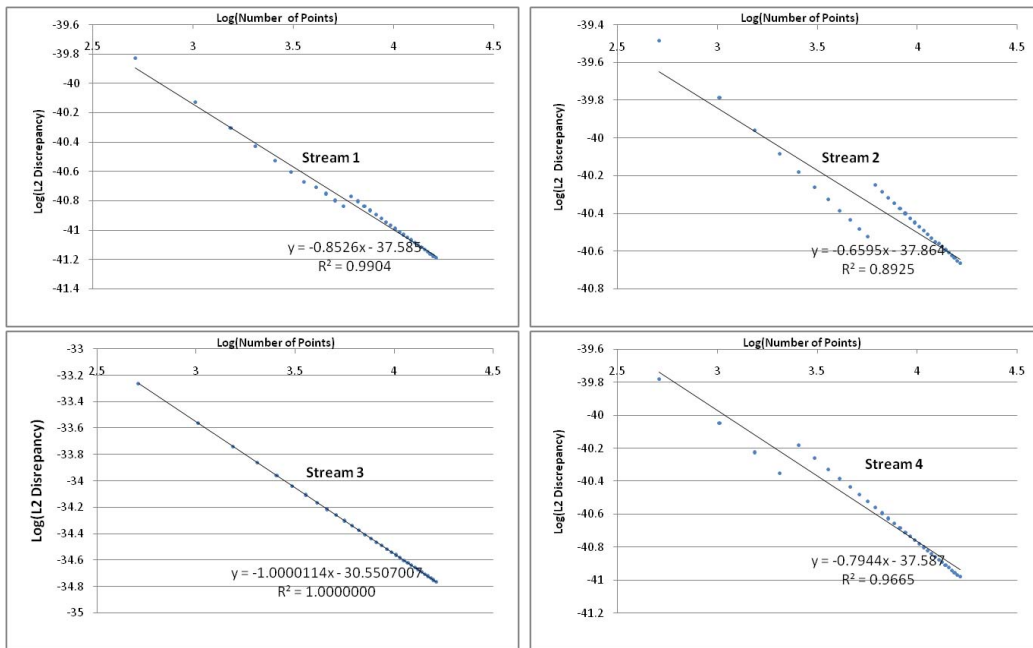 Log(Number of Points)
-39.6
2.5 3 3.5 4 4.5
-39.8
-40
-40.2
-40.4
-40.6
-40.8
-41
-41.2
-41.4
Log(L2 Discrepancy)
Stream 1
y = -0.8526x - 37.585
R² = 0.9904
Log(Number of Points)
-39.4
2.5 3 3.5 4 4.5
-39.6
-39.8
-40
-40.2
-40.4
-40.6
-40.8
Log(L2 Discrepancy)
Stream 2
y = -0.6595x - 37.864
R² = 0.8925
Log(Number of Points)
-33
2.5 3 3.5 4 4.5
-33.2
-33.4
-33.6
-33.8
-34
-34.2
-34.4
-34.6
-34.8
-35
Log(L2 Disrepancy)
Stream 3
y = -1.0000114x - 30.5507007
R² = 1.0000000
Log(Number of Points)
-39.6
2.5 3 3.5 4 4.5
-39.8
-40
-40.2
-40.4
-40.6
-40.8
-41
-41.2
Log(L2 Discrepancy)
Stream 4
y = -0.7944x - 37.587
R² = 0.9665